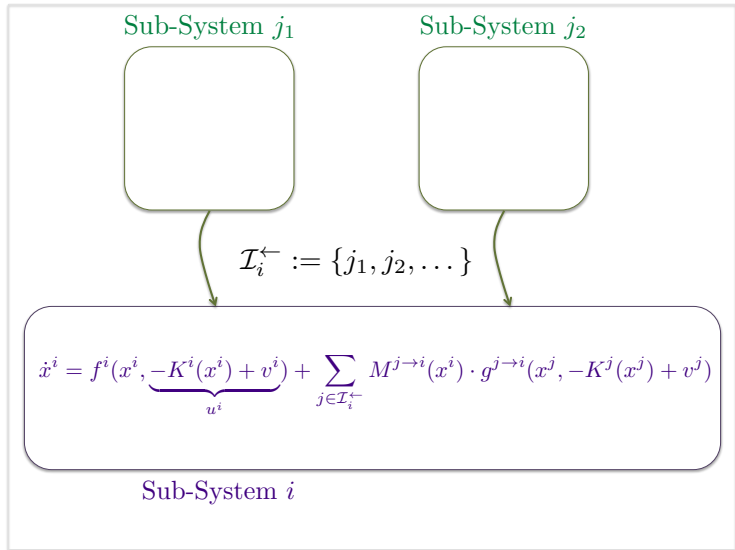 Sub-System $j_1$
Sub-System $j_2$
$\mathcal{I}_i^{\leftarrow} := \{j_1, j_2, \dots\}$
$\dot{x}^i = f^i(x^i, \underbrace{-K^i(x^i) + v^i}_{u^i}) + \sum_{j \in \mathcal{I}_i^{\leftarrow}} M^{j \to i}(x^i) \cdot g^{j \to i}(x^j, -K^j(x^j) + v^j)$
Sub-System $i$